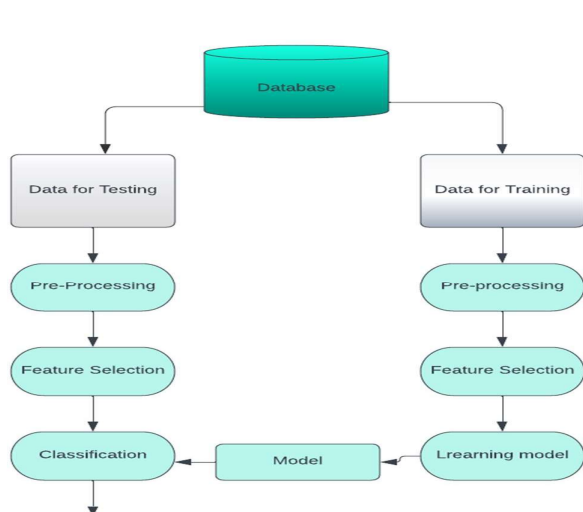 Database
Data for Testing
Data for Training
Pre-Processing
Pre-processing
Feature Selection
Feature Selection
Classification
Model
Lrearning model